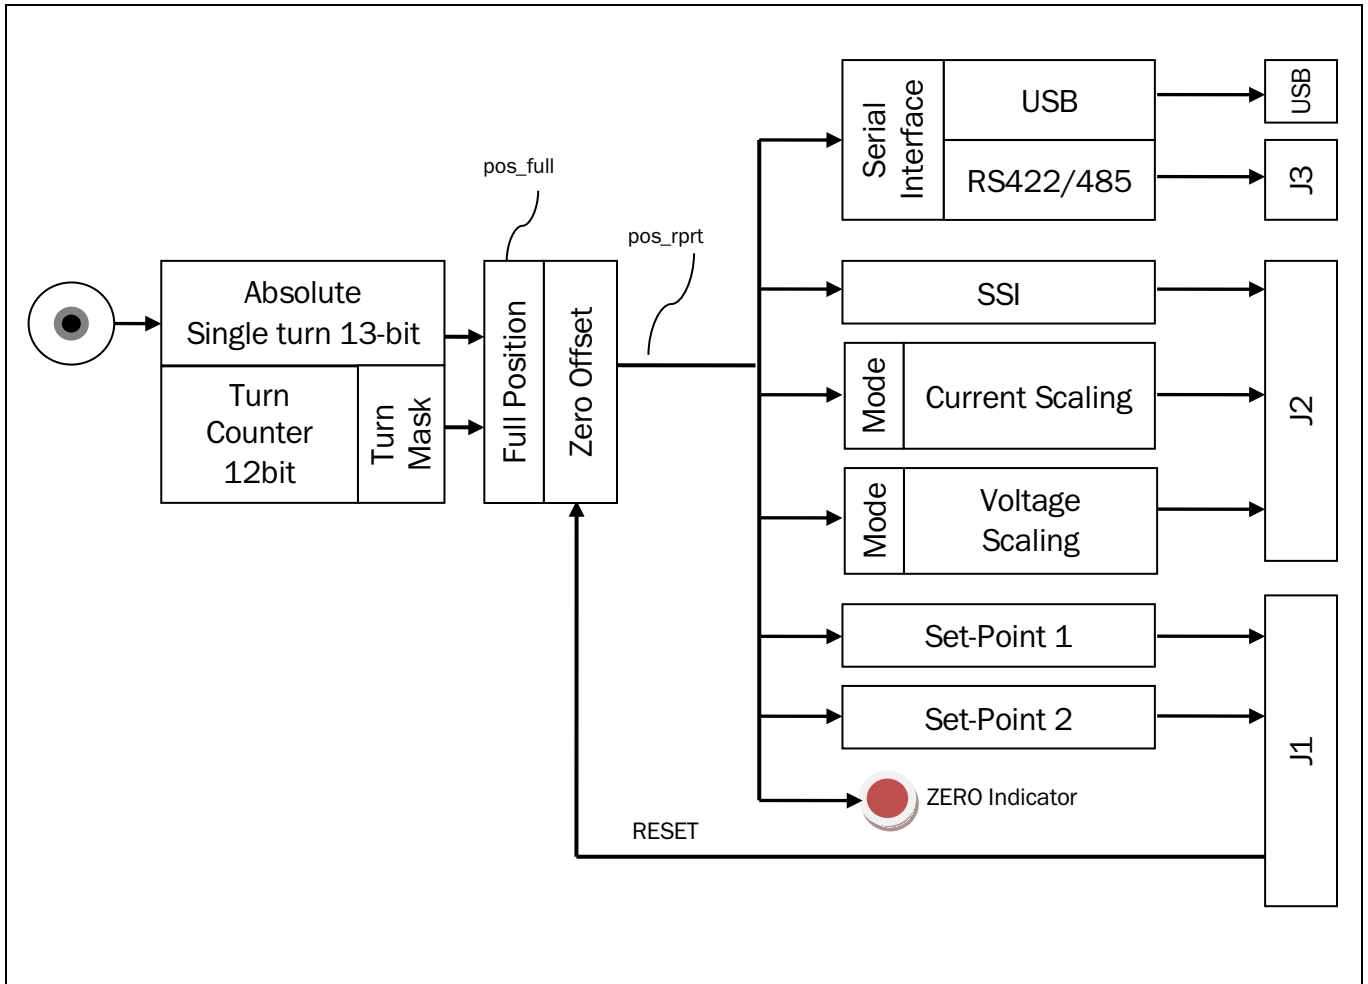 pos_full
pos_rprt
Absolute
Single turn 13-bit
Turn
Counter
12bit
Turn
Mask
Full Position
Zero Offset
Serial
Interface
USB
RS422/485
USB
J3
SSI
Mode
Current Scaling
Mode
Voltage
Scaling
J2
Set-Point 1
Set-Point 2
J1
ZERO Indicator
RESET